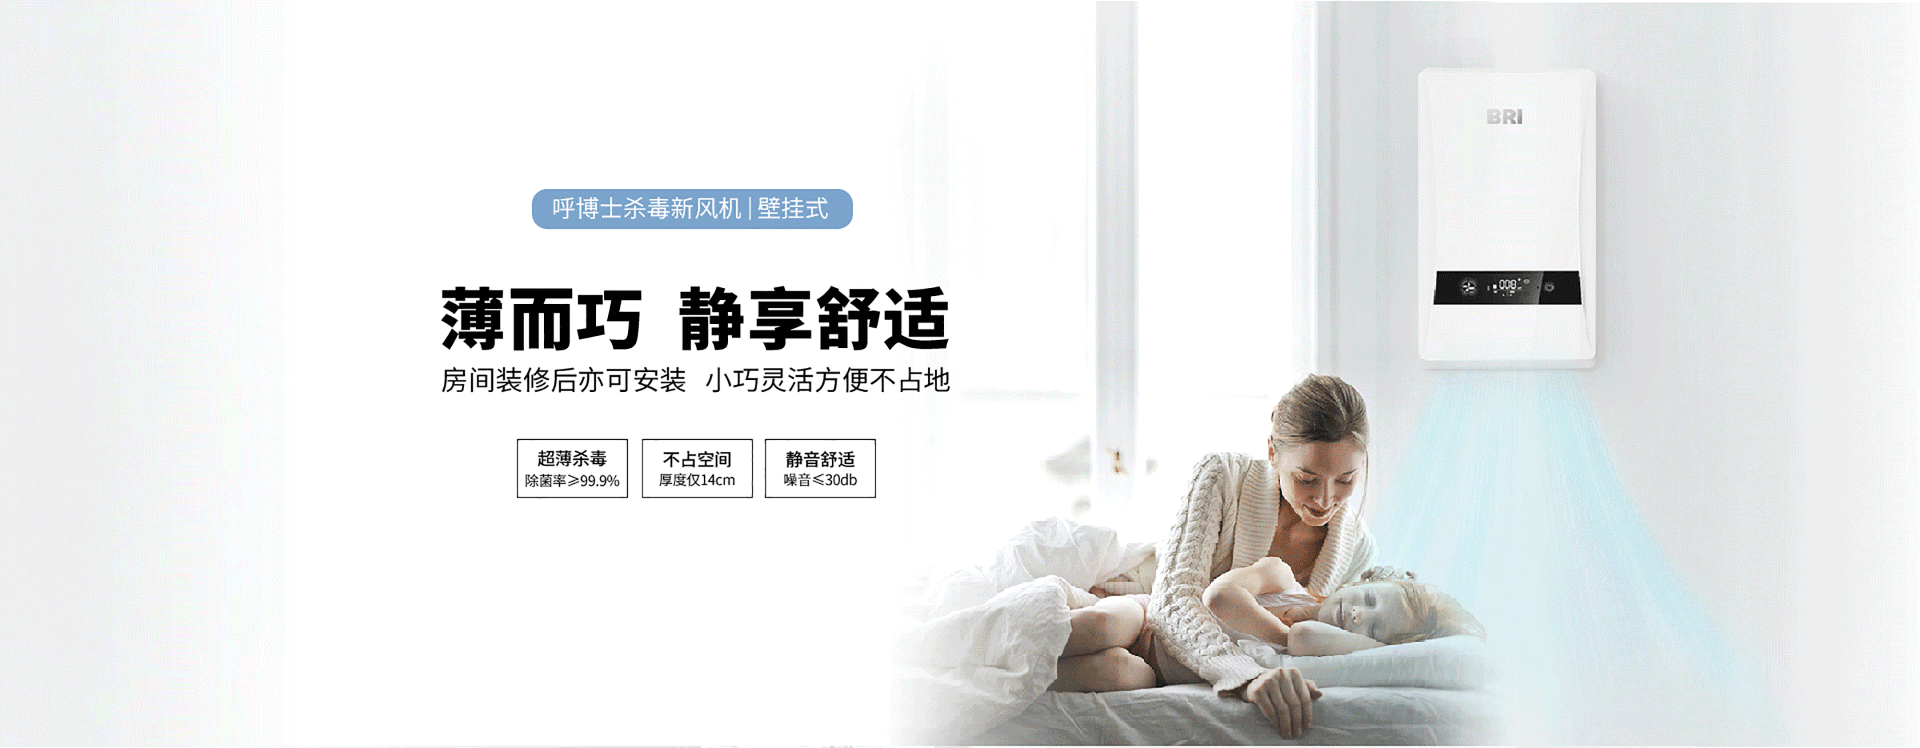 呼博士杀毒新风机|壁挂式
薄而巧 静享舒适
房间装修后亦可安装 小巧灵活方便不占地
超薄杀毒
除菌率≥99.9%
不占空间
厚度仅14cm
静音舒适
噪音≤30db
BRI
008